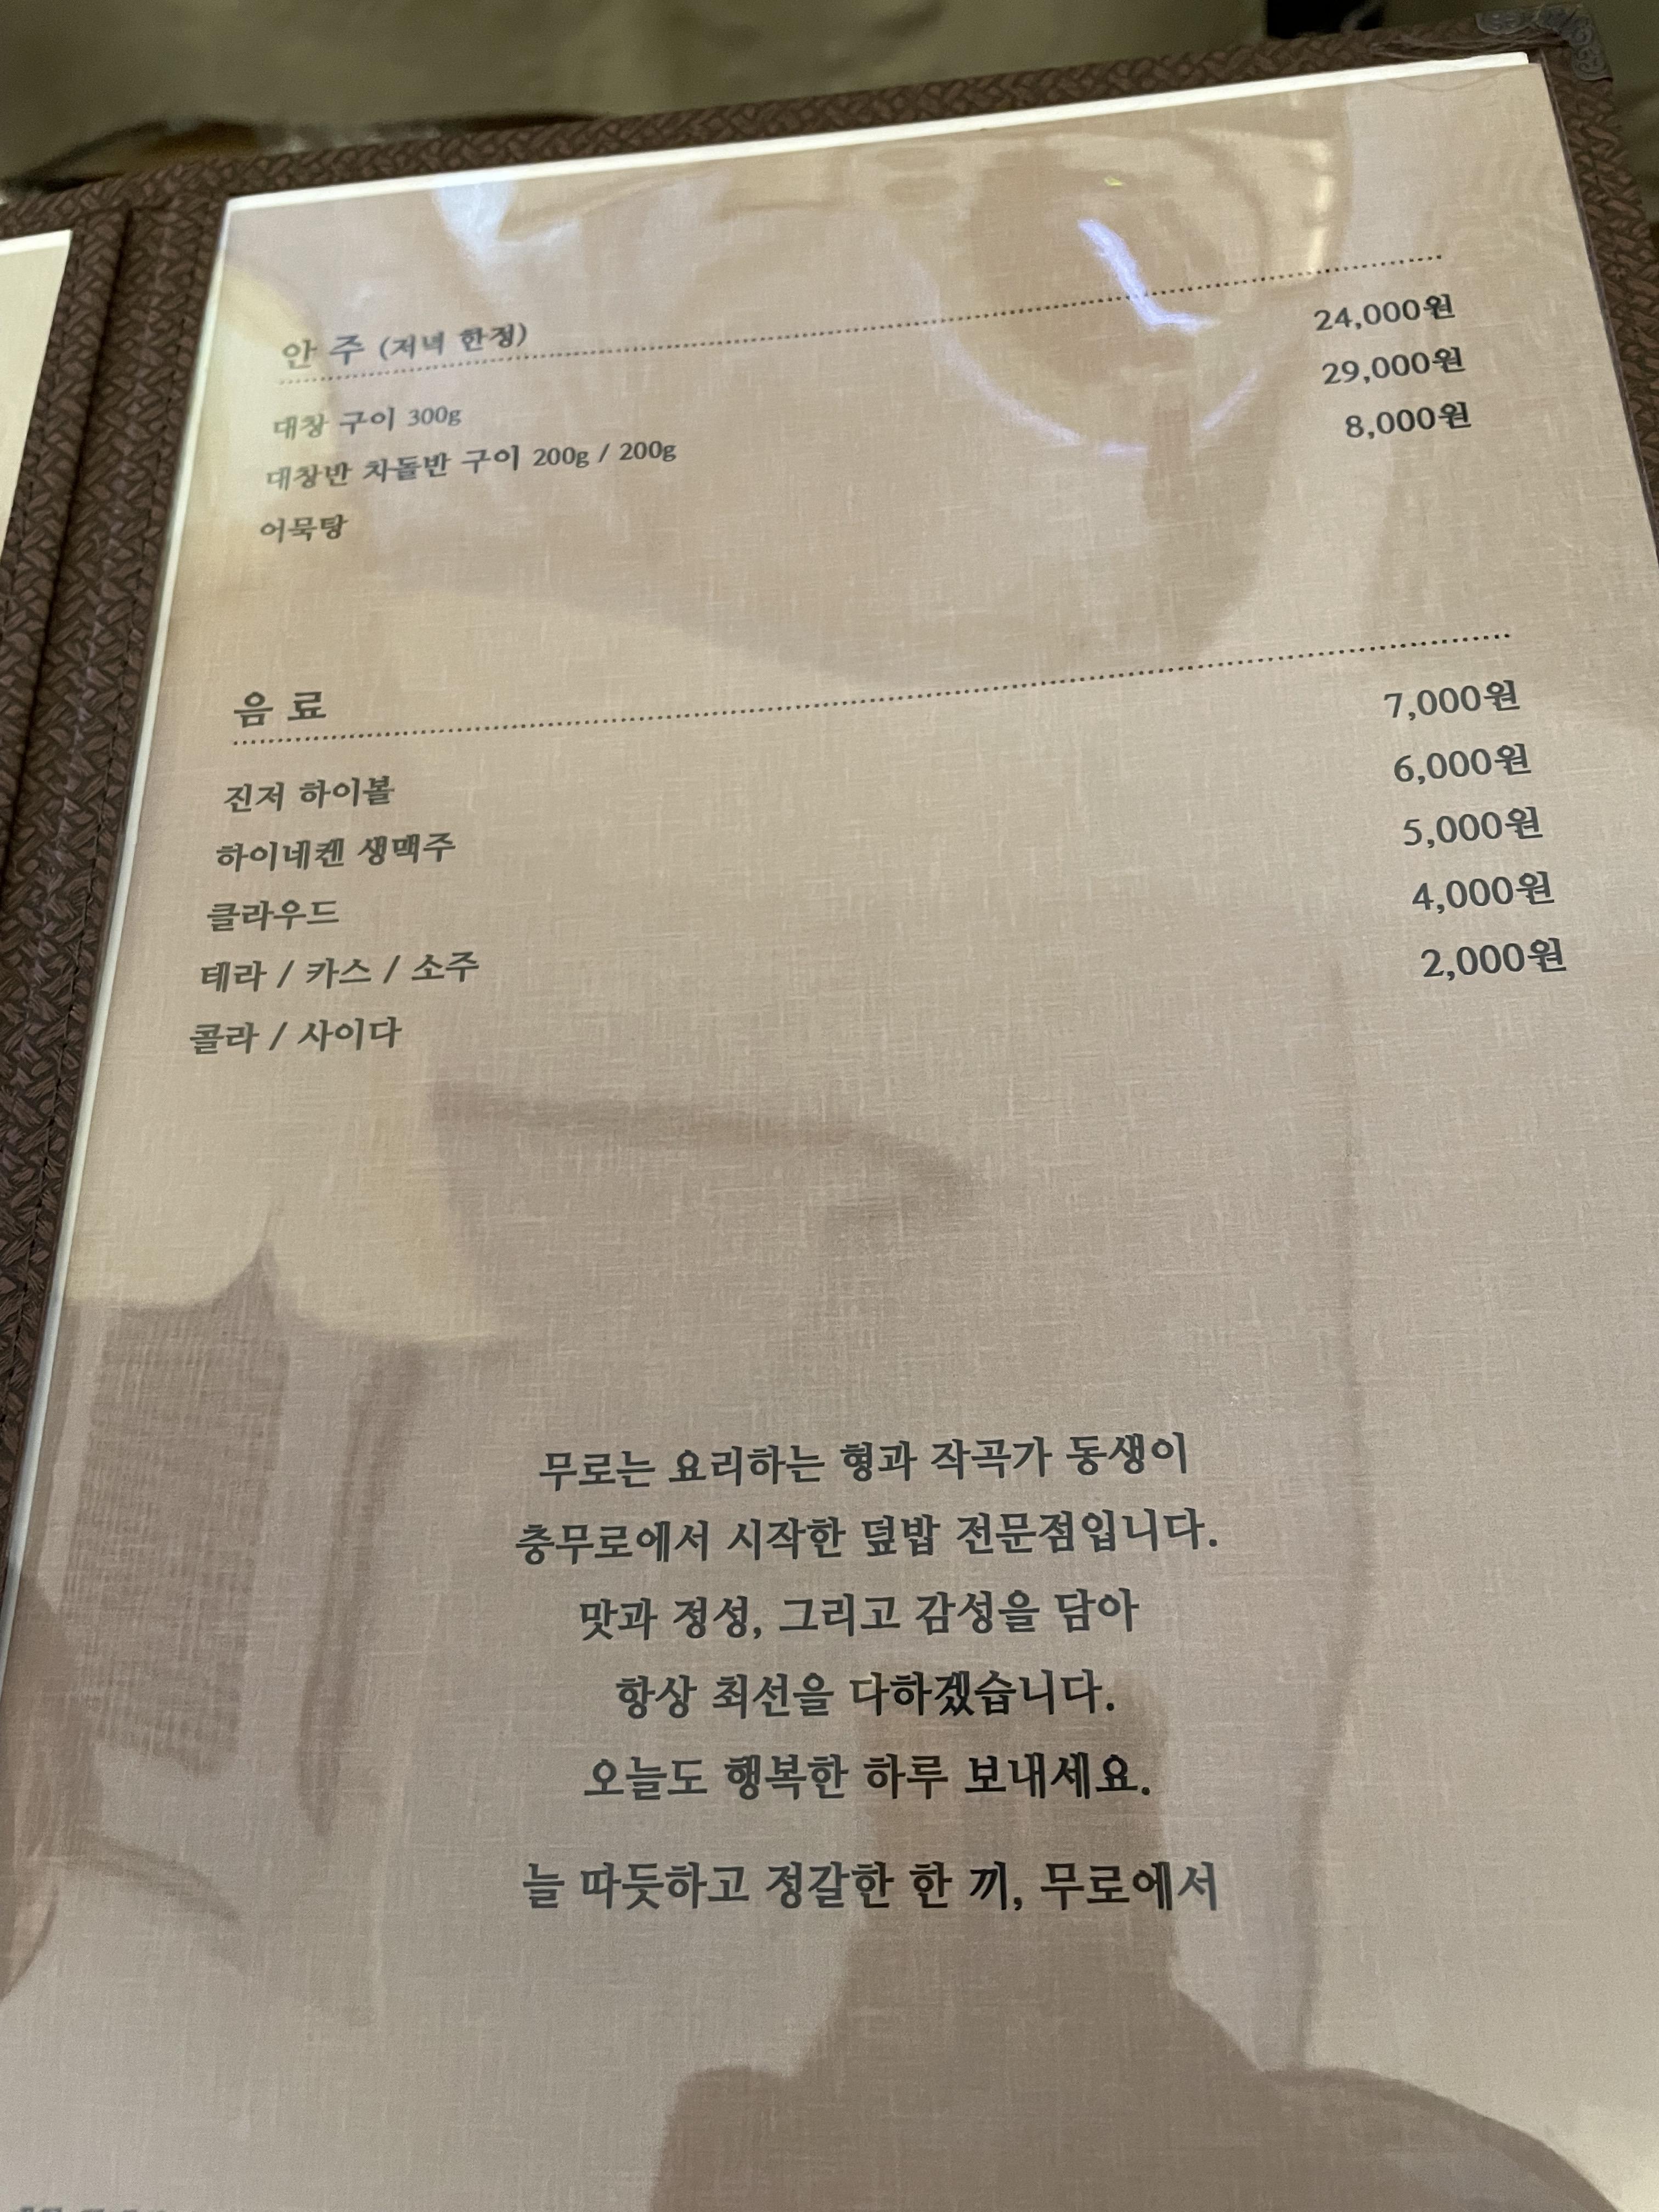 안 주 (저녁 한정)
대창 구이 300g 24,000원
대창반 차돌반 구이 200g / 200g 29,000원
어묵탕 8,000원
음 료
진저 하이볼 7,000원
하이네켄 생맥주 6,000원
클라우드 5,000원
테라 / 카스 / 소주 4,000원
콜라 / 사이다 2,000원
무로는 요리하는 형과 작곡가 동생이
충무로에서 시작한 덮밥 전문점입니다.
맛과 정성, 그리고 감성을 담아
항상 최선을 다하겠습니다.
오늘도 행복한 하루 보내세요.
늘 따듯하고 정갈한 한 끼, 무로에서